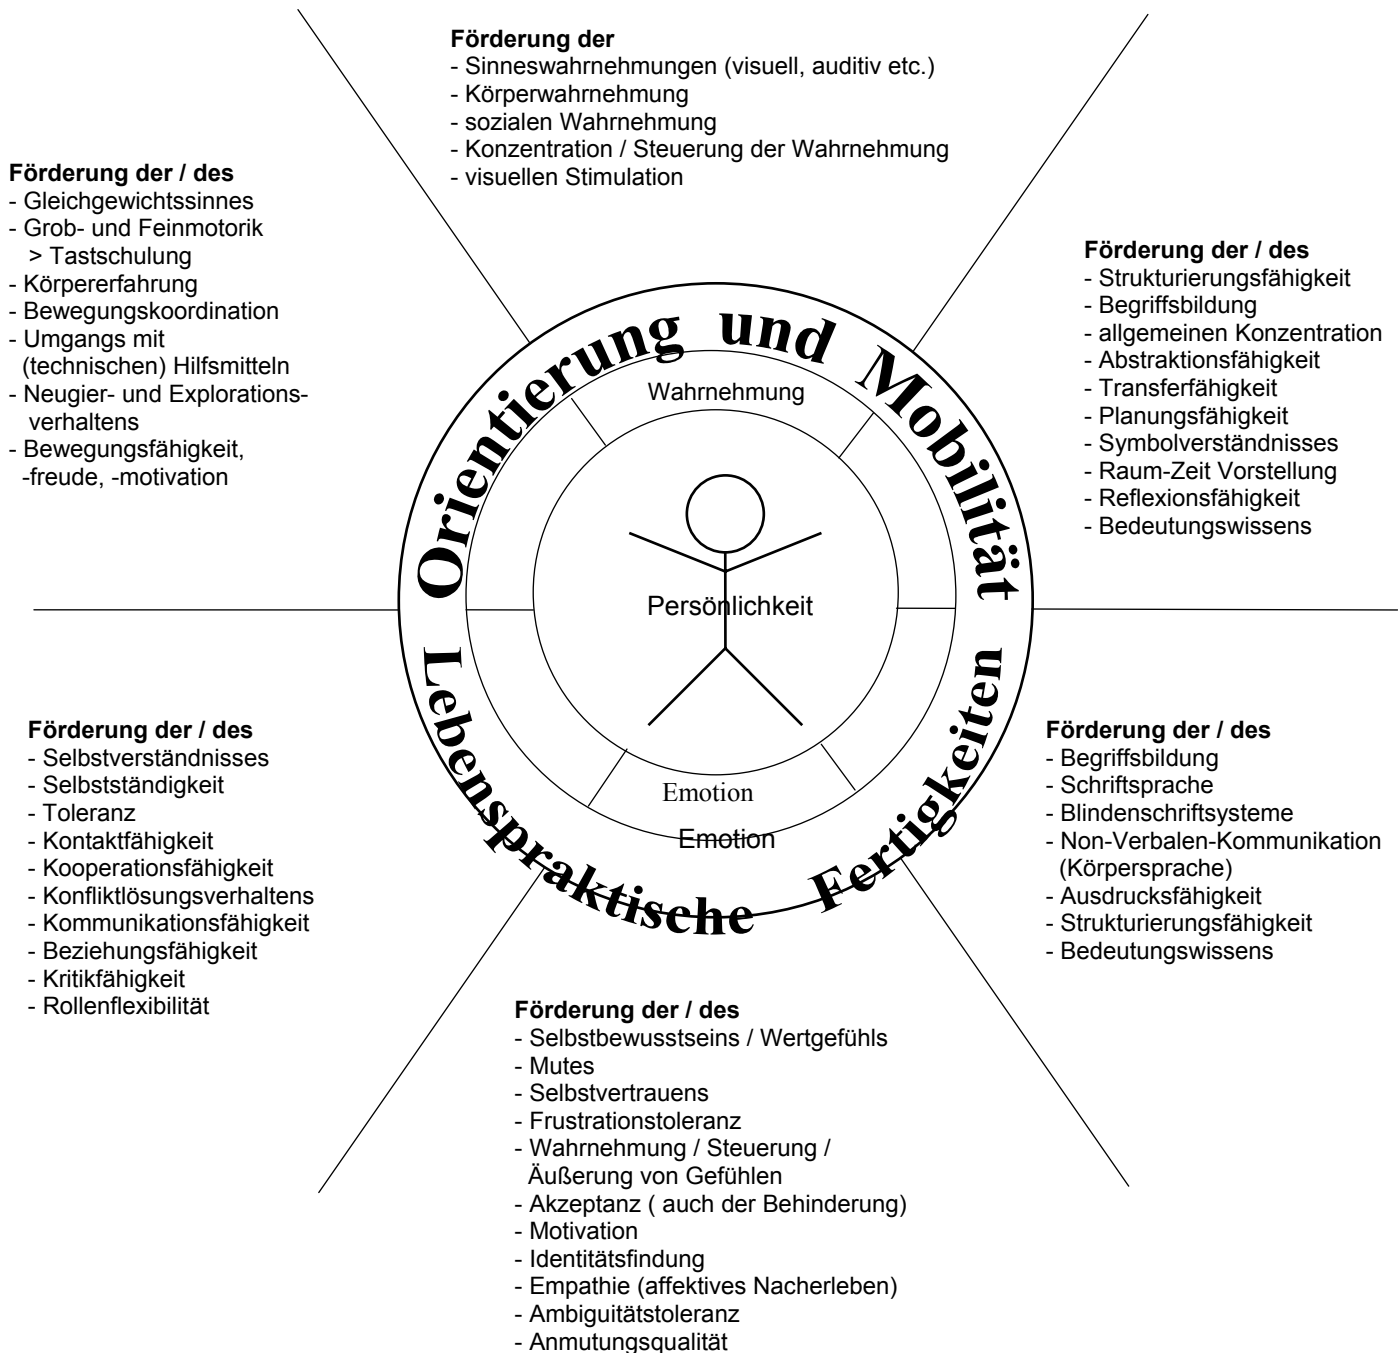 Förderung der
- Sinneswahrnehmungen (visuell, auditiv etc.)
- Körperwahrnehmung
- sozialen Wahrnehmung
- Konzentration / Steuerung der Wahrnehmung
- visuellen Stimulation
Förderung der / des
- Gleichgewichtssinnes
- Grob- und Feinmotorik
> Tastschulung
- Körpererfahrung
- Bewegungskoordination
- Umgangs mit
(technischen) Hilfsmitteln
- Neugier- und Explorations-
verhaltens
- Bewegungsfähigkeit,
-freude, -motivation
Förderung der / des
- Strukturierungsfähigkeit
- Begriffsbildung
- allgemeinen Konzentration
- Abstraktionsfähigkeit
- Transferfähigkeit
- Planungsfähigkeit
- Symbolverständnisses
- Raum-Zeit Vorstellung
- Reflexionsfähigkeit
- Bedeutungswissens
Orientierung und Mobilität
Wahrnehmung
Persönlichkeit
Emotion
Emotion
Lebenspraktische Fertigkeiten
Förderung der / des
- Selbstverständnisses
- Selbstständigkeit
- Toleranz
- Kontaktfähigkeit
- Kooperationsfähigkeit
- Konfliktlösungsverhaltens
- Kommunikationsfähigkeit
- Beziehungsfähigkeit
- Kritikfähigkeit
- Rollenflexibilität
Förderung der / des
- Begriffsbildung
- Schriftsprache
- Blindenschriftsysteme
- Non-Verbalen-Kommunikation
(Körpersprache)
- Ausdrucksfähigkeit
- Strukturierungsfähigkeit
- Bedeutungswissens
Förderung der / des
- Selbstbewusstseins / Wertgefühls
- Mutes
- Selbstvertrauens
- Frustrationstoleranz
- Wahrnehmung / Steuerung /
Äußerung von Gefühlen
- Akzeptanz ( auch der Behinderung)
- Motivation
- Identitätsfindung
- Empathie (affektives Nacherleben)
- Ambiguitätstoleranz
- Anmutungsqualität